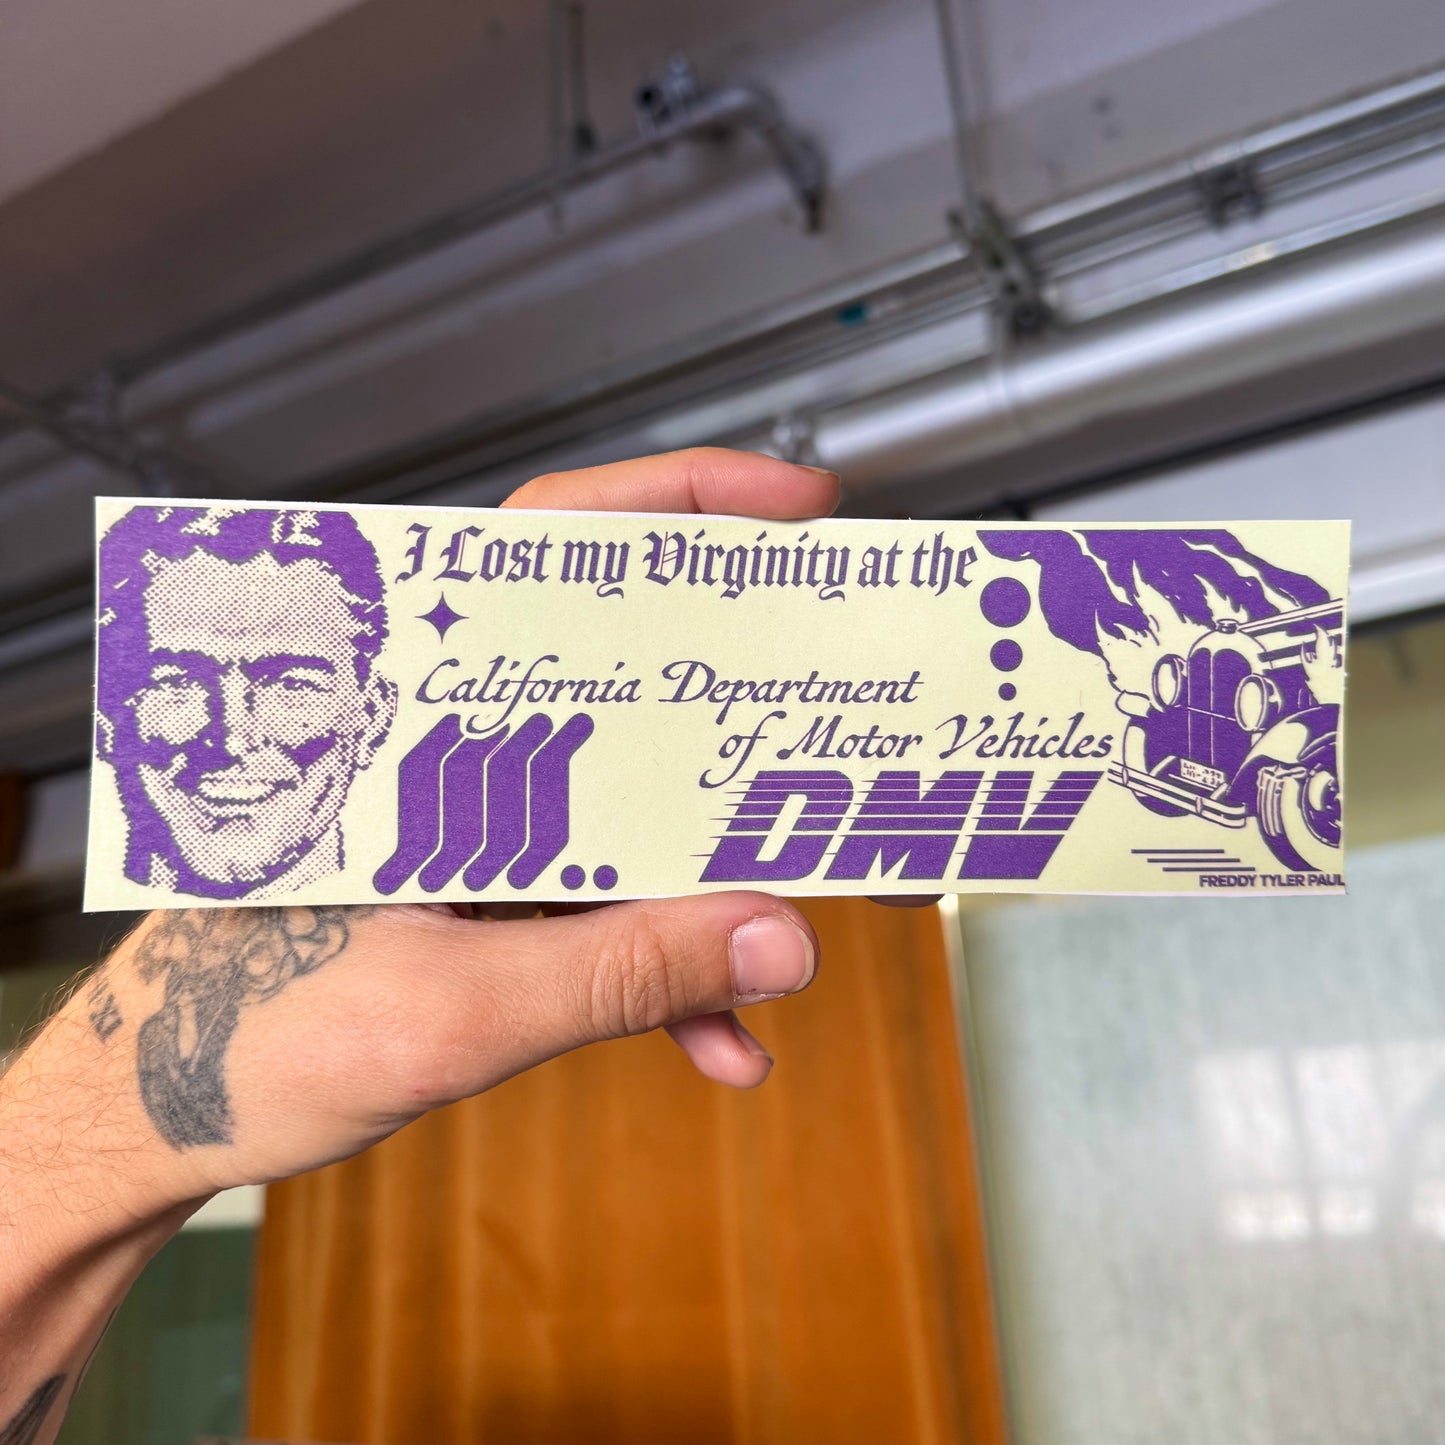 I Lost my Virginity at the
California Department
of Motor Vehicles
DMV
FREDDY TYLER PAUL